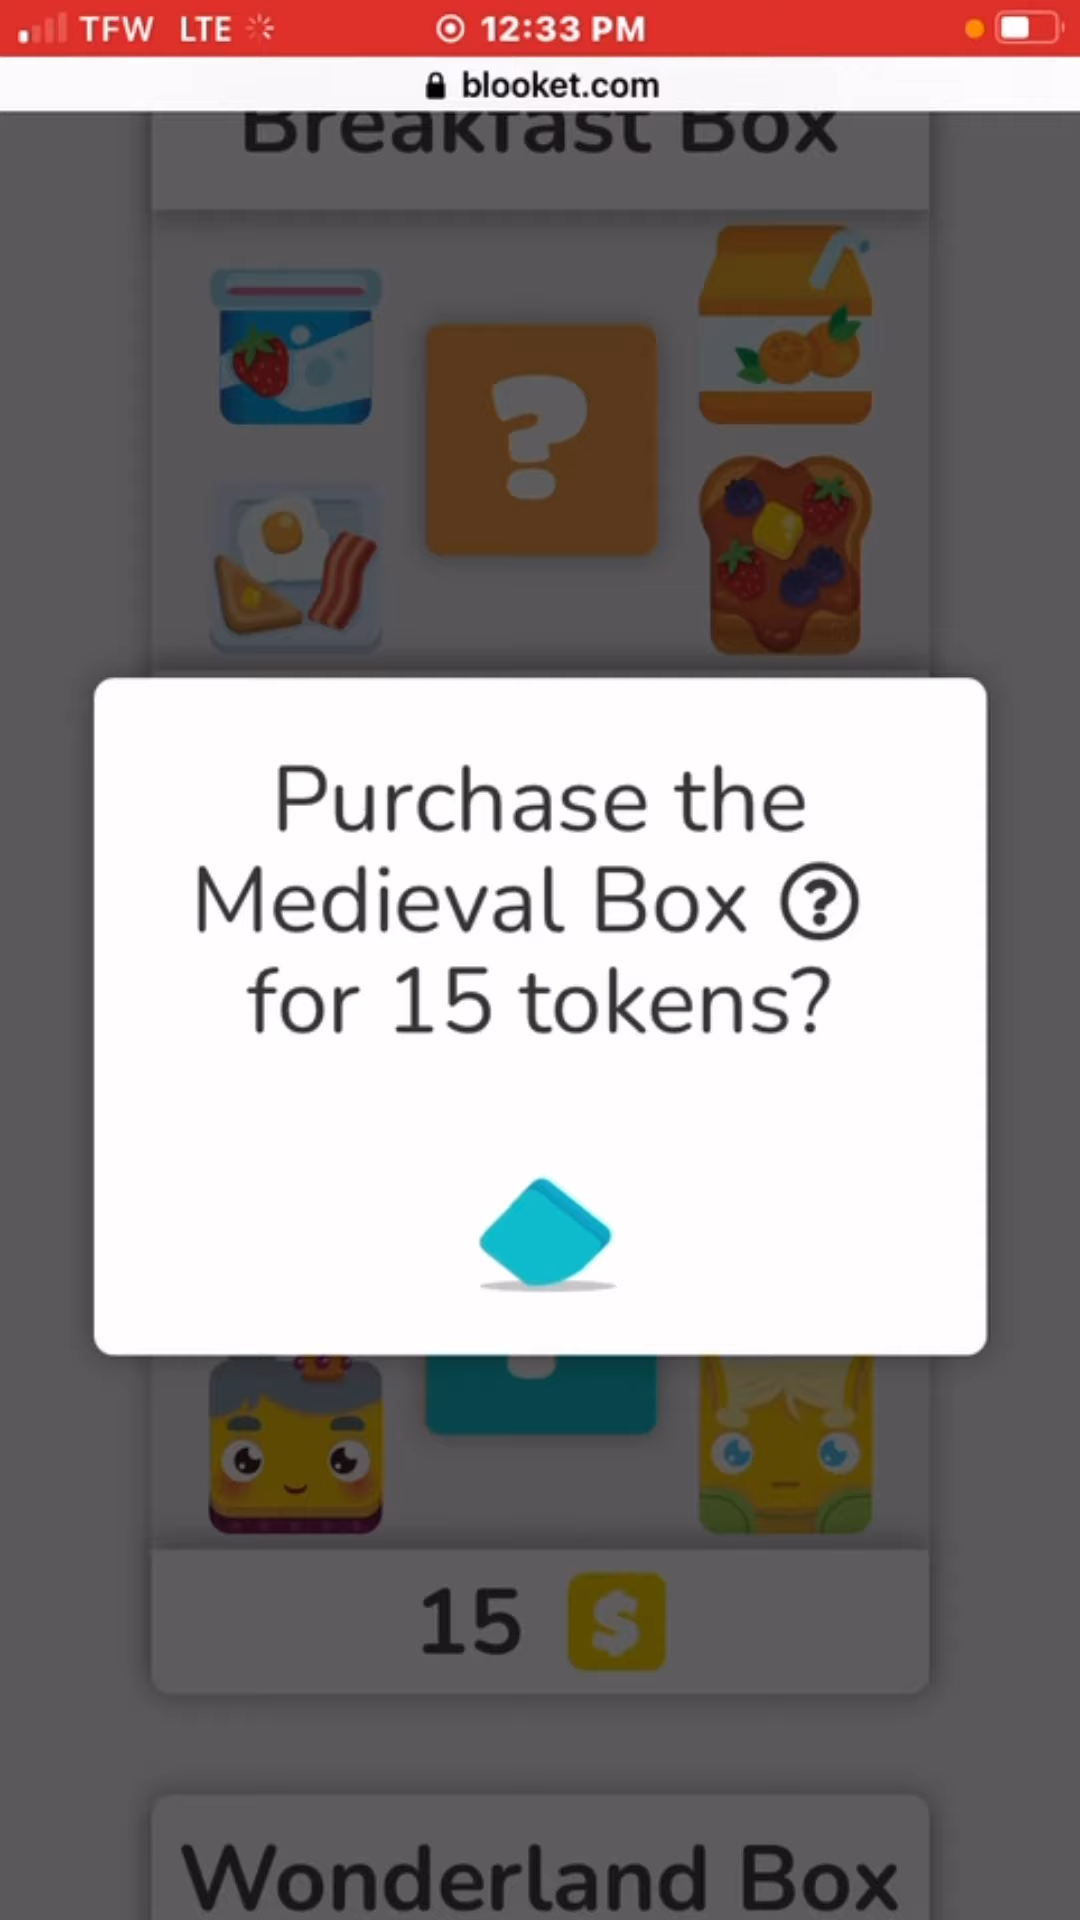 TFW LTE 12:33 PM
blooket.com
Breakfast Box
?
Purchase the
Medieval Box ?
for 15 tokens?
15 $
Wonderland Box